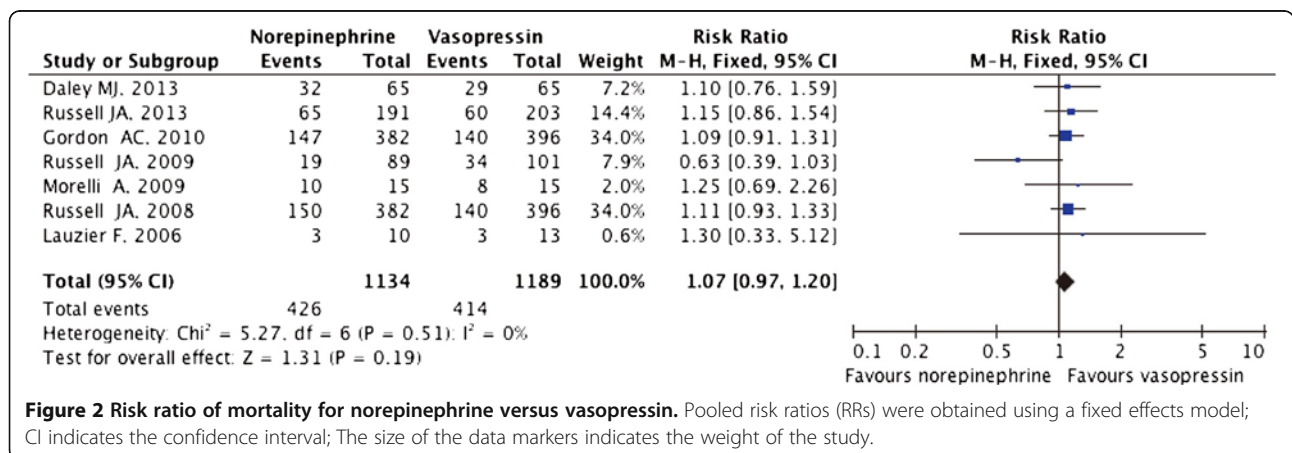 Norepinephrine Vasopressin Risk Ratio Risk Ratio
Study or Subgroup Events Total Events Total Weight M-H, Fixed, 95% CI M-H, Fixed, 95% CI
Daley MJ. 2013 32 65 29 65 7.2% 1.10 [0.76, 1.59]
Russell JA. 2013 65 191 60 203 14.4% 1.15 [0.86, 1.54]
Gordon AC. 2010 147 382 140 396 34.0% 1.09 [0.91, 1.31]
Russell JA. 2009 19 89 34 101 7.9% 0.63 [0.39, 1.03]
Morelli A. 2009 10 15 8 15 2.0% 1.25 [0.69, 2.26]
Russell JA. 2008 150 382 140 396 34.0% 1.11 [0.93, 1.33]
Lauzier F. 2006 3 10 3 13 0.6% 1.30 [0.33, 5.12]
Total (95% CI) 1134 1189 100.0% 1.07 [0.97, 1.20]
Total events 426 414
Heterogeneity: Chi² = 5.27, df = 6 (P = 0.51); I² = 0%
Test for overall effect: Z = 1.31 (P = 0.19)
0.1 0.2 0.5 1 2 5 10
Favours norepinephrine Favours vasopressin
Figure 2 Risk ratio of mortality for norepinephrine versus vasopressin. Pooled risk ratios (RRs) were obtained using a fixed effects model;
CI indicates the confidence interval; The size of the data markers indicates the weight of the study.